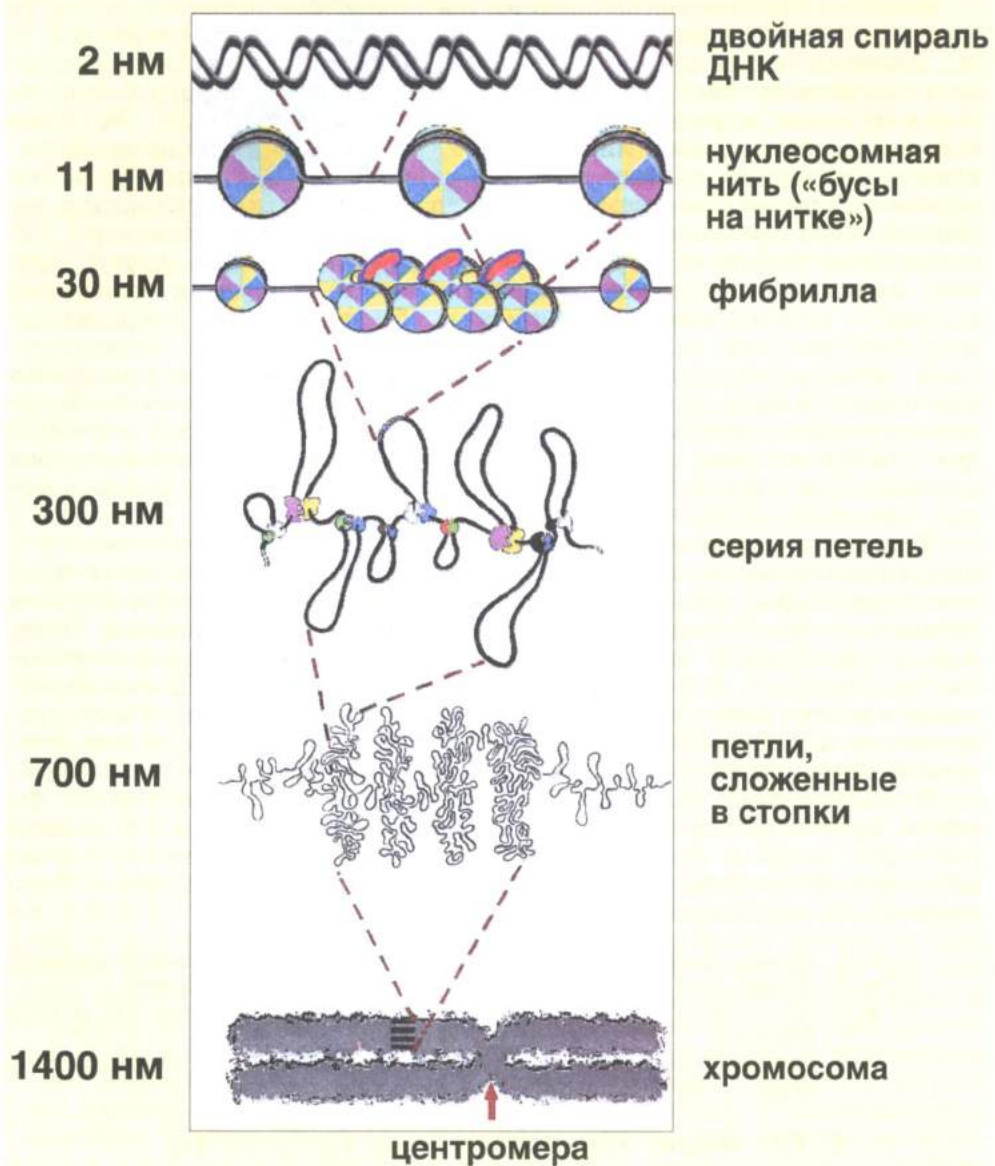 2 нм
двойная спираль
ДНК
11 нм
нуклеосомная
нить («бусы
на нитке»)
30 нм
фибрилла
300 нм
серия петель
700 нм
петли,
сложенные
в стопки
1400 нм
хромосома
центромера